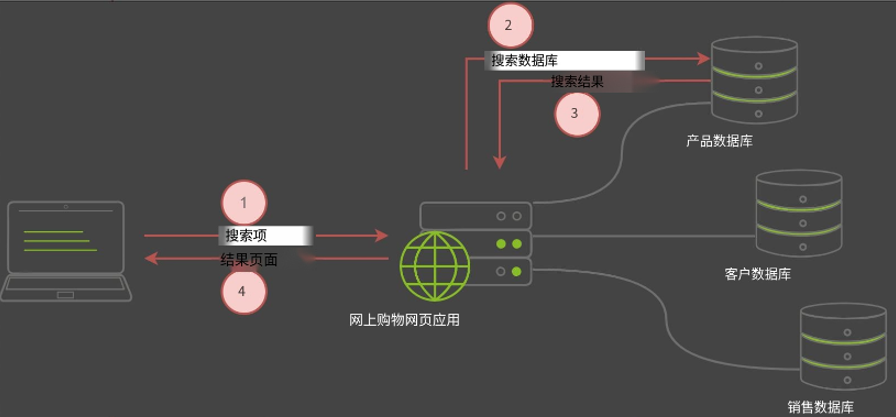 2
搜索数据库
搜索结果
3
产品数据库
1
搜索项
结果页面
4
客户数据库
网上购物网页应用
销售数据库